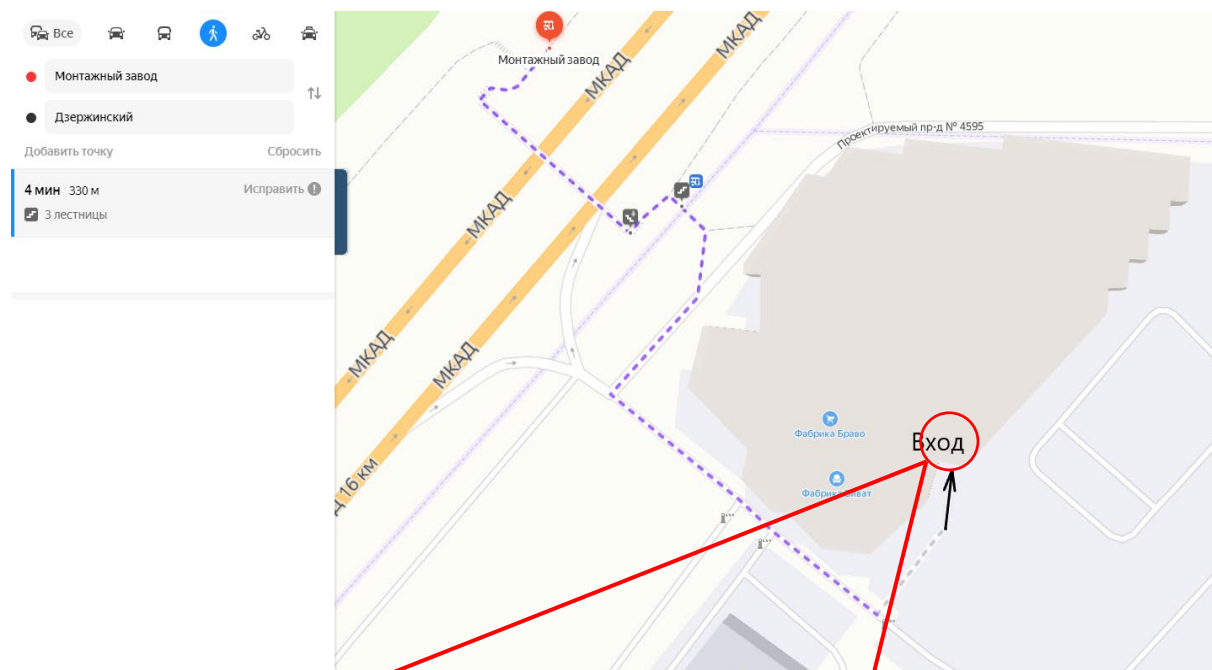 Все
Монтажный завод
Дзержинский
Добавить точку Сбросить
4 мин 330 м Исправить
3 лестницы
Монтажный завод
МКАД
МКАД
МКАД
МКАД
МКАД
16 км
Проектируемый пр-д № 4595
Фабрика Браво
Вход
Фабрика